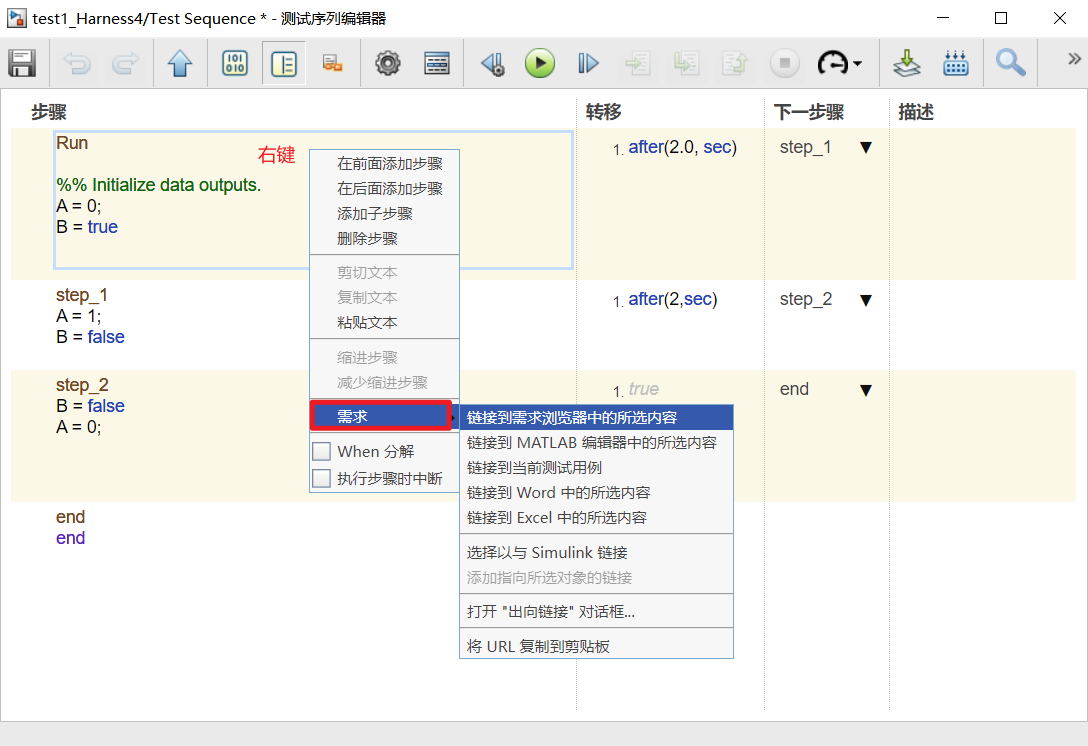 test1_Harness4/Test Sequence * - 测试序列编辑器
步骤 转移 下一步骤 描述
Run
右键
%% Initialize data outputs.
A = 0;
B = true
1. after(2.0, sec) step_1
step_1
A = 1;
B = false
1. after(2,sec) step_2
step_2
B = false
A = 0;
1. true end
end
end
在前面添加步骤
在后面添加步骤
添加子步骤
删除步骤
剪切文本
复制文本
粘贴文本
缩进步骤
减少缩进步骤
需求
When 分解
执行步骤时中断
链接到需求浏览器中的所选内容
链接到 MATLAB 编辑器中的所选内容
链接到当前测试用例
链接到 Word 中的所选内容
链接到 Excel 中的所选内容
选择以与 Simulink 链接
添加指向所选对象的链接
打开 "出向链接" 对话框...
将 URL 复制到剪贴板